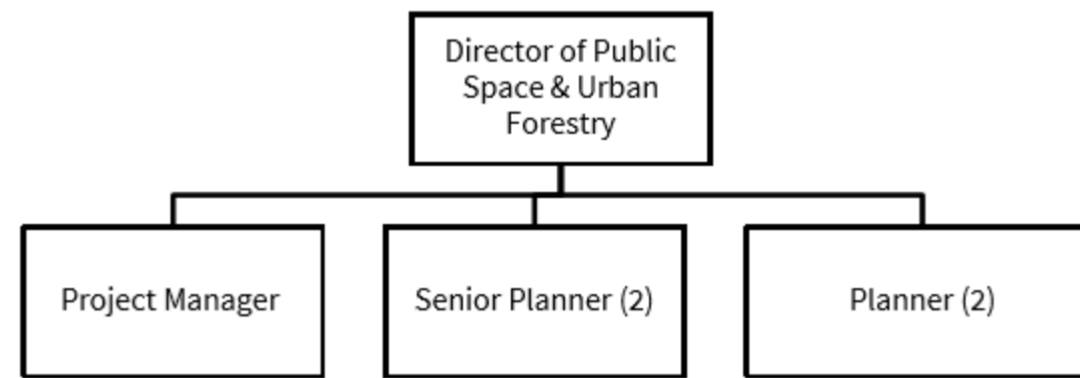 Director of Public
Space & Urban
Forestry
Project Manager
Senior Planner (2)
Planner (2)